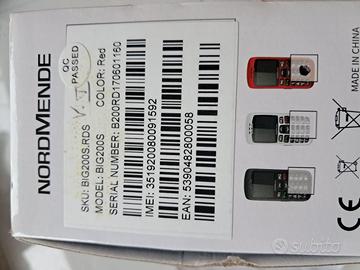 NORDMENDE
SKU: BIG200S.RDS
MODEL: BIG200S COLOR: Red
SERIAL NUMBER: B200RD170601160
IMEI: 351920080091592
EAN: 5390482800058
QC
PASSED
MADE IN CHINA
subito